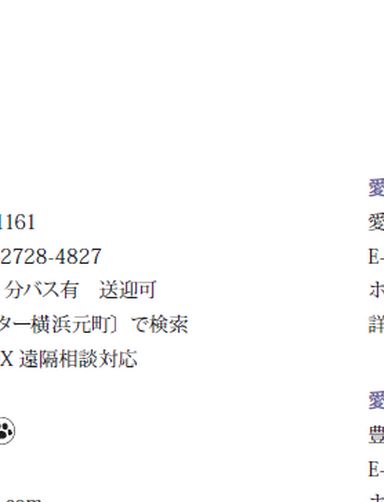 1161
2728-4827
分バス有　送迎可
ター横浜元町〕で検索
X 遠隔相談対応
愛
愛
E-
ホ
詳
愛
豊
E-